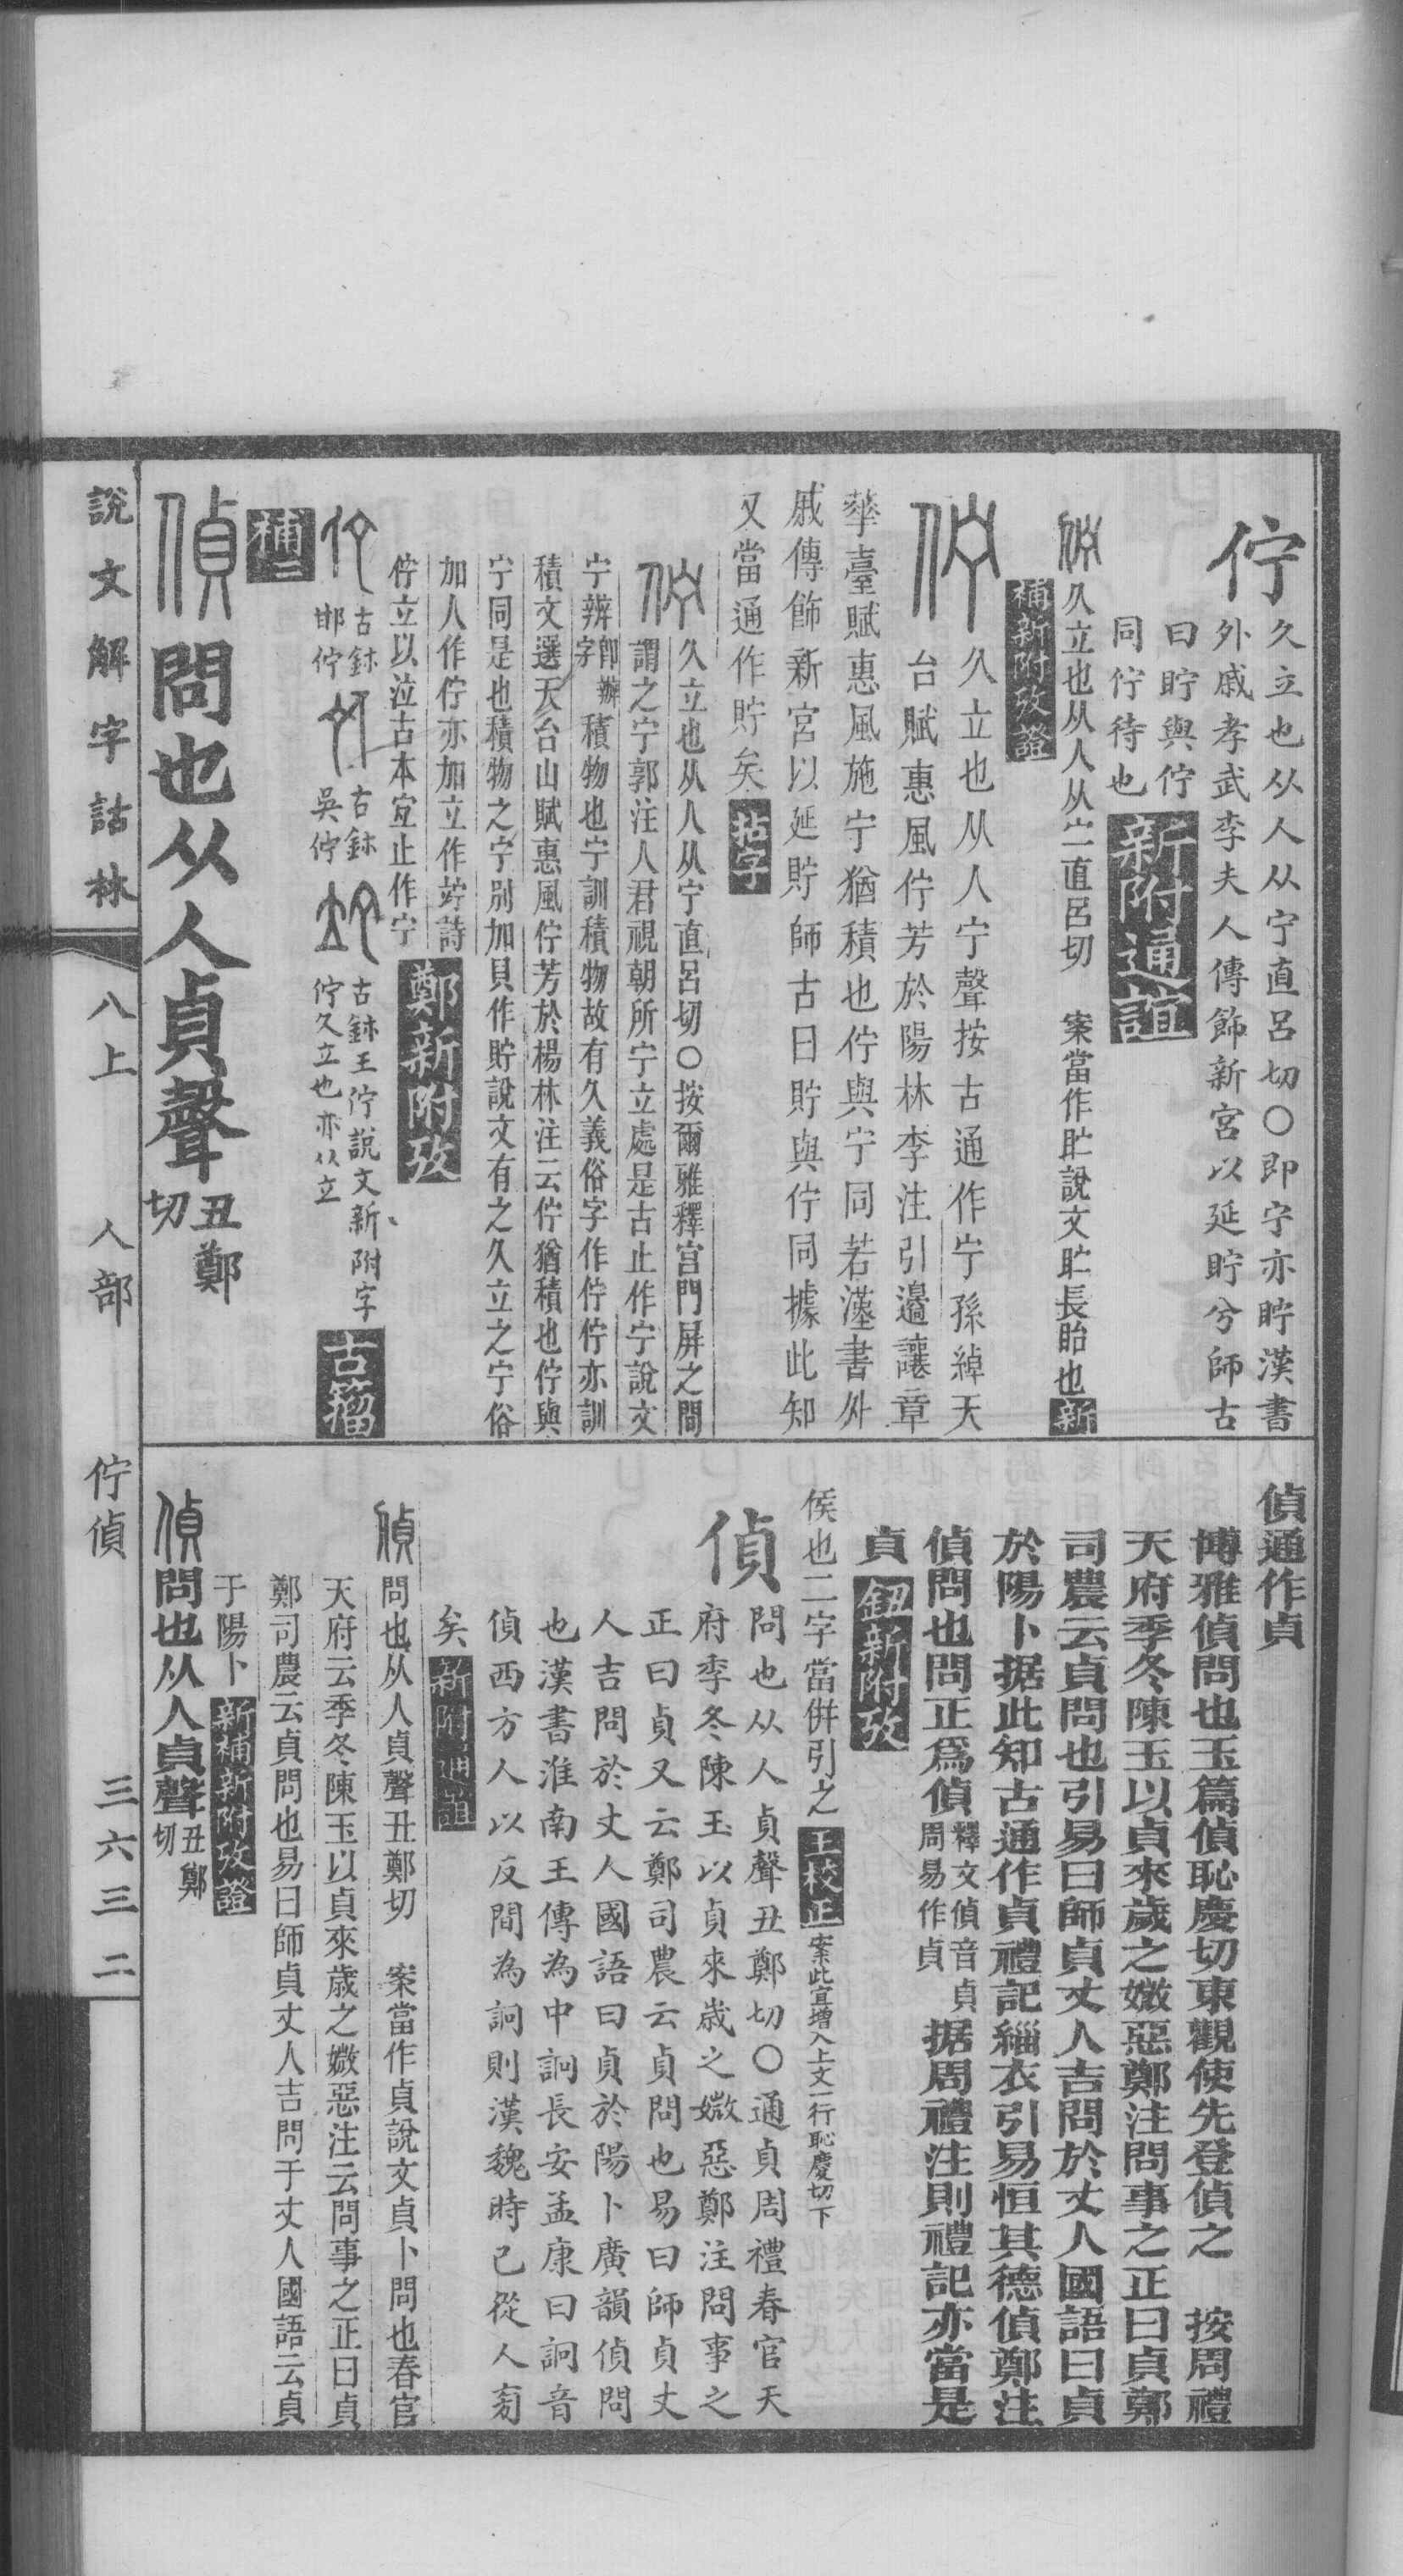 佇
久立也从人从宁直呂切○即宁亦貯漢書
外戚孝武李夫人傳飾新宮以延貯兮師古
曰貯與佇
同佇待也
新附通誼
久立也从人从宁直呂切　案當作貯說文貯長眙也新
補新附攷證
久立也从人宁聲按古通作宁孫綽天
台賦惠風佇芳於陽林李注引邊讓章
華臺賦惠風施宁猶積也佇與宁同若漢書外
戚傳飾新宮以延貯師古曰貯與佇同據此知
又當通作貯矣
拈字
久立也从人从宁直呂切○按爾雅釋宮門屏之間
謂之宁郭注人君視朝所宁立處是古止作宁說文
宁辨
卽辦
字
積物也宁訓積物故有久義俗字作佇佇亦訓
積文選天台山賦惠風佇芳於楊林注云佇猶積也佇與
宁同是也積物之宁別加貝作貯說文有之久立之宁俗
加人作佇亦加立作竚詩
佇立以泣古本宜止作宁
鄭新附攷
古鉢
邯佇
古鉢
吳佇
古鉢王佇說文新附字
佇久立也亦从立
古籀
補二
偵問也从人貞聲
丑鄭
切
說文解字詁林
八上
人部
佇偵
三六三二
偵通作貞
博雅偵問也玉篇偵恥慶切東觀使先登偵之　按周禮
天府季冬陳玉以貞來歲之媺惡鄭注問事之正曰貞鄭
司農云貞問也引易曰師貞丈人吉問於丈人國語曰貞
於陽卜据此知古通作貞禮記緇衣引易恒其德偵鄭注
偵問也問正爲偵
釋文偵音貞
周易作貞
据周禮注則禮記亦當是
貞
鈕新附攷
矦也二字當併引之
王校正
案此宜增入上文一行恥慶切下
偵
問也从人貞聲丑鄭切○通貞周禮春官天
府季冬陳玉以貞來歲之媺惡鄭注問事之
正曰貞又云鄭司農云貞問也易曰師貞丈
人吉問於丈人國語曰貞於陽卜廣韻偵問
也漢書淮南王傳為中詗長安孟康曰詗音
偵西方人以反間為詗則漢魏時已從人㫄
矣
新附通誼
偵
問也从人貞聲丑鄭切　案當作貞說文貞卜問也春官
天府云季冬陳玉以貞來歲之媺惡注云問事之正曰貞
鄭司農云貞問也易曰師貞丈人吉問于丈人國語云貞
于陽卜
新補新附攷證
偵問也从人貞聲
丑鄭
切